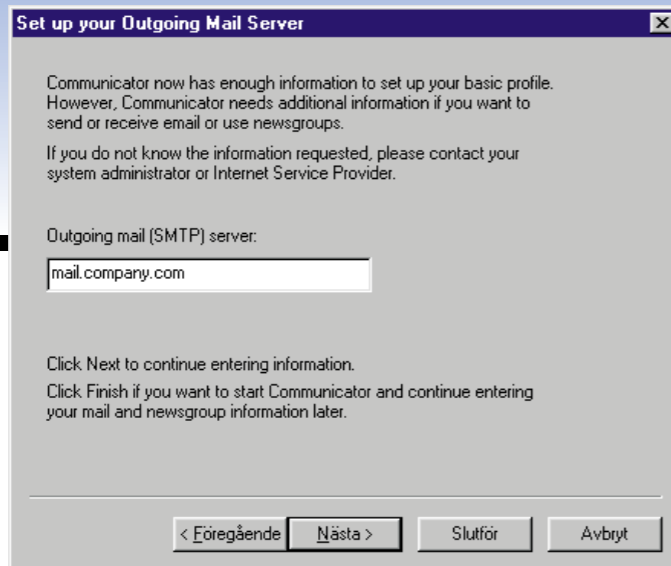 Set up your Outgoing Mail Server
Communicator now has enough information to set up your basic profile.
However, Communicator needs additional information if you want to
send or receive email or use newsgroups.
If you do not know the information requested, please contact your
system administrator or Internet Service Provider.
Outgoing mail (SMTP) server:
mail.company.com
Click Next to continue entering information.
Click Finish if you want to start Communicator and continue entering
your mail and newsgroup information later.
< Föregående Nästa > Slutför Avbryt